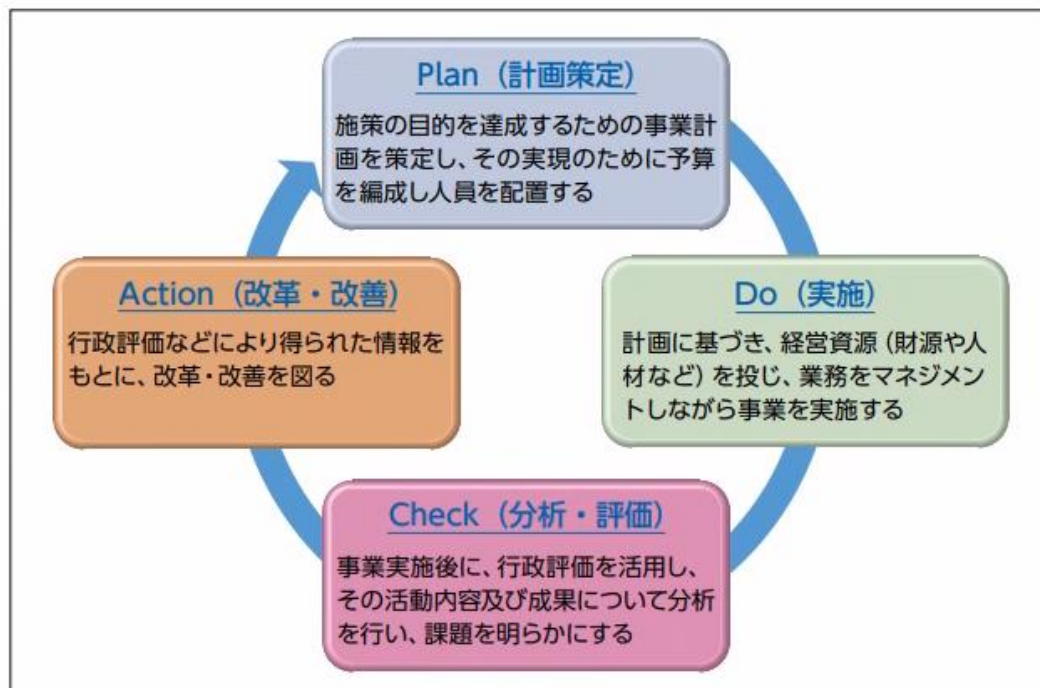 Plan（計画策定）
施策の目的を達成するための事業計
画を策定し、その実現のために予算
を編成し人員を配置する
Action（改革・改善）
行政評価などにより得られた情報を
もとに、改革・改善を図る
Do（実施）
計画に基づき、経営資源（財源や人
材など）を投じ、業務をマネジメン
トしながら事業を実施する
Check（分析・評価）
事業実施後に、行政評価を活用し、
その活動内容及び成果について分析
を行い、課題を明らかにする